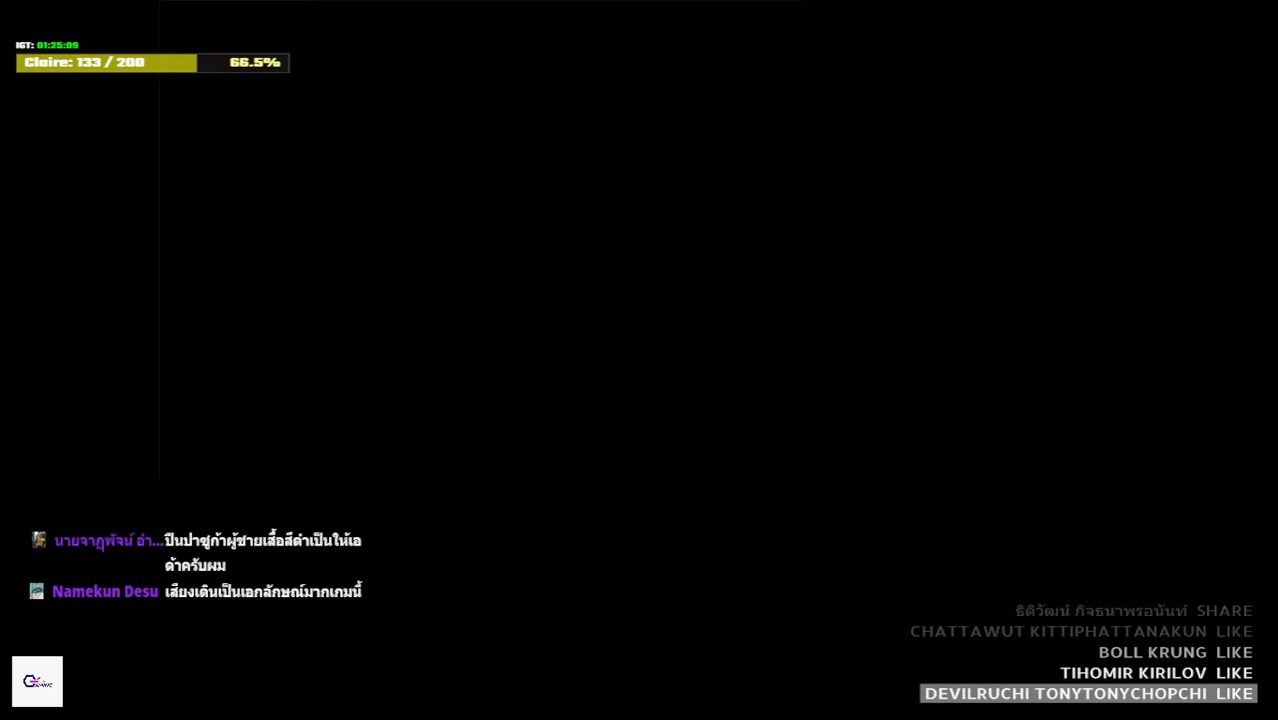 IGT: 01:25:09
Claire: 133 / 200 66.5%
นายจาฏุพัจน์ อ่า... ปืนปาซูก้าผู้ชายเสื้อสีดำเป็นให้เอ
ด้าครับผม
Namekun Desu เสียงเดินเป็นเอกลักษณ์มากเกมนี้
ธิติวัฒน์ กิจธนาพรอนันท์ SHARE
CHATTAWUT KITTIPHATTANAKUN LIKE
BOLL KRUNG LIKE
TIHOMIR KIRILOV LIKE
DEVILRUCHI TONYTONYCHOPCHI LIKE